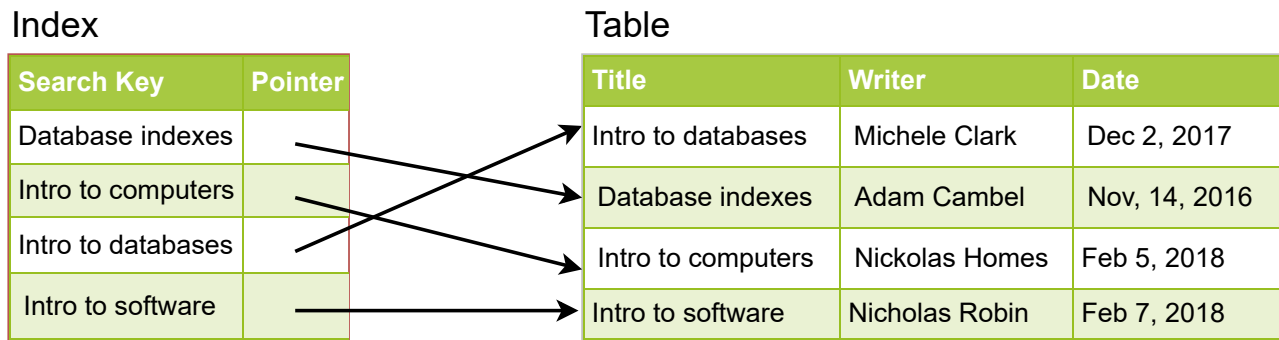 Index
Search Key Pointer
Database indexes
Intro to computers
Intro to databases
Intro to software
Table
Title Writer Date
Intro to databases Michele Clark Dec 2, 2017
Database indexes Adam Cambel Nov, 14, 2016
Intro to computers Nickolas Homes Feb 5, 2018
Intro to software Nicholas Robin Feb 7, 2018